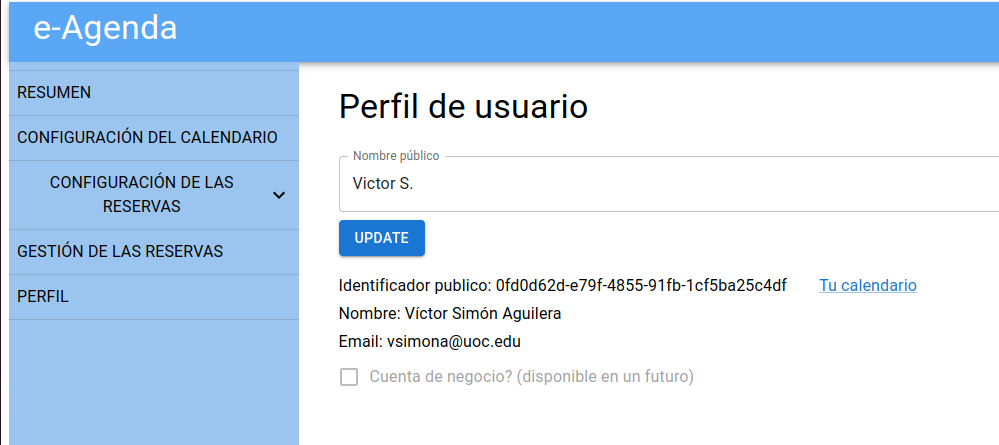 e-Agenda
RESUMEN
CONFIGURACIÓN DEL CALENDARIO
CONFIGURACIÓN DE LAS
RESERVAS
GESTIÓN DE LAS RESERVAS
PERFIL
Perfil de usuario
Nombre público
Victor S.
UPDATE
Identificador publico: 0fd0d62d-e79f-4855-91fb-1cf5ba25c4df Tu calendario
Nombre: Víctor Simón Aguilera
Email: vsimona@uoc.edu
Cuenta de negocio? (disponible en un futuro)